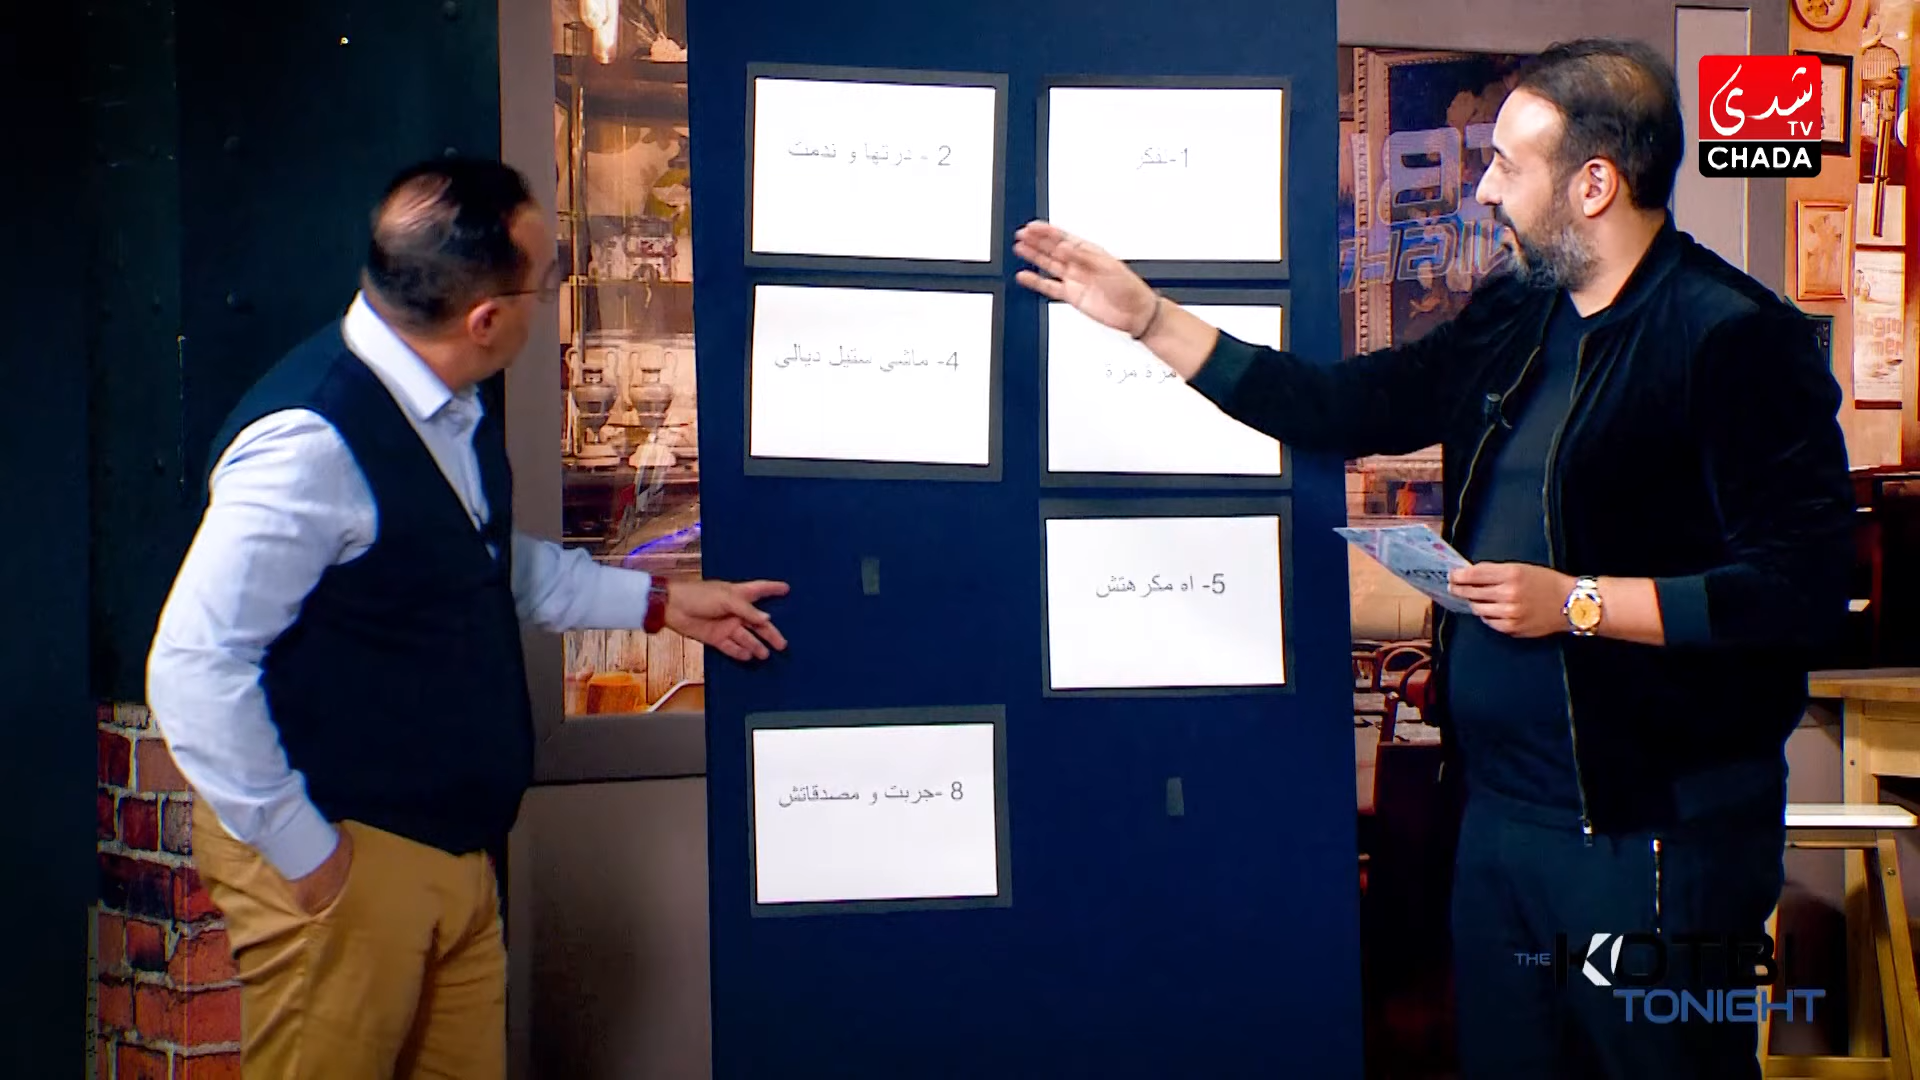 شدى
TV
CHADA
1-نفكر
2 - درتها و ندمت
مرة مرة
4- ماشي ستيل ديالي
5- اه مكرهتش
8 -جربت و مصدقاتش
THE KOTBI
TONIGHT